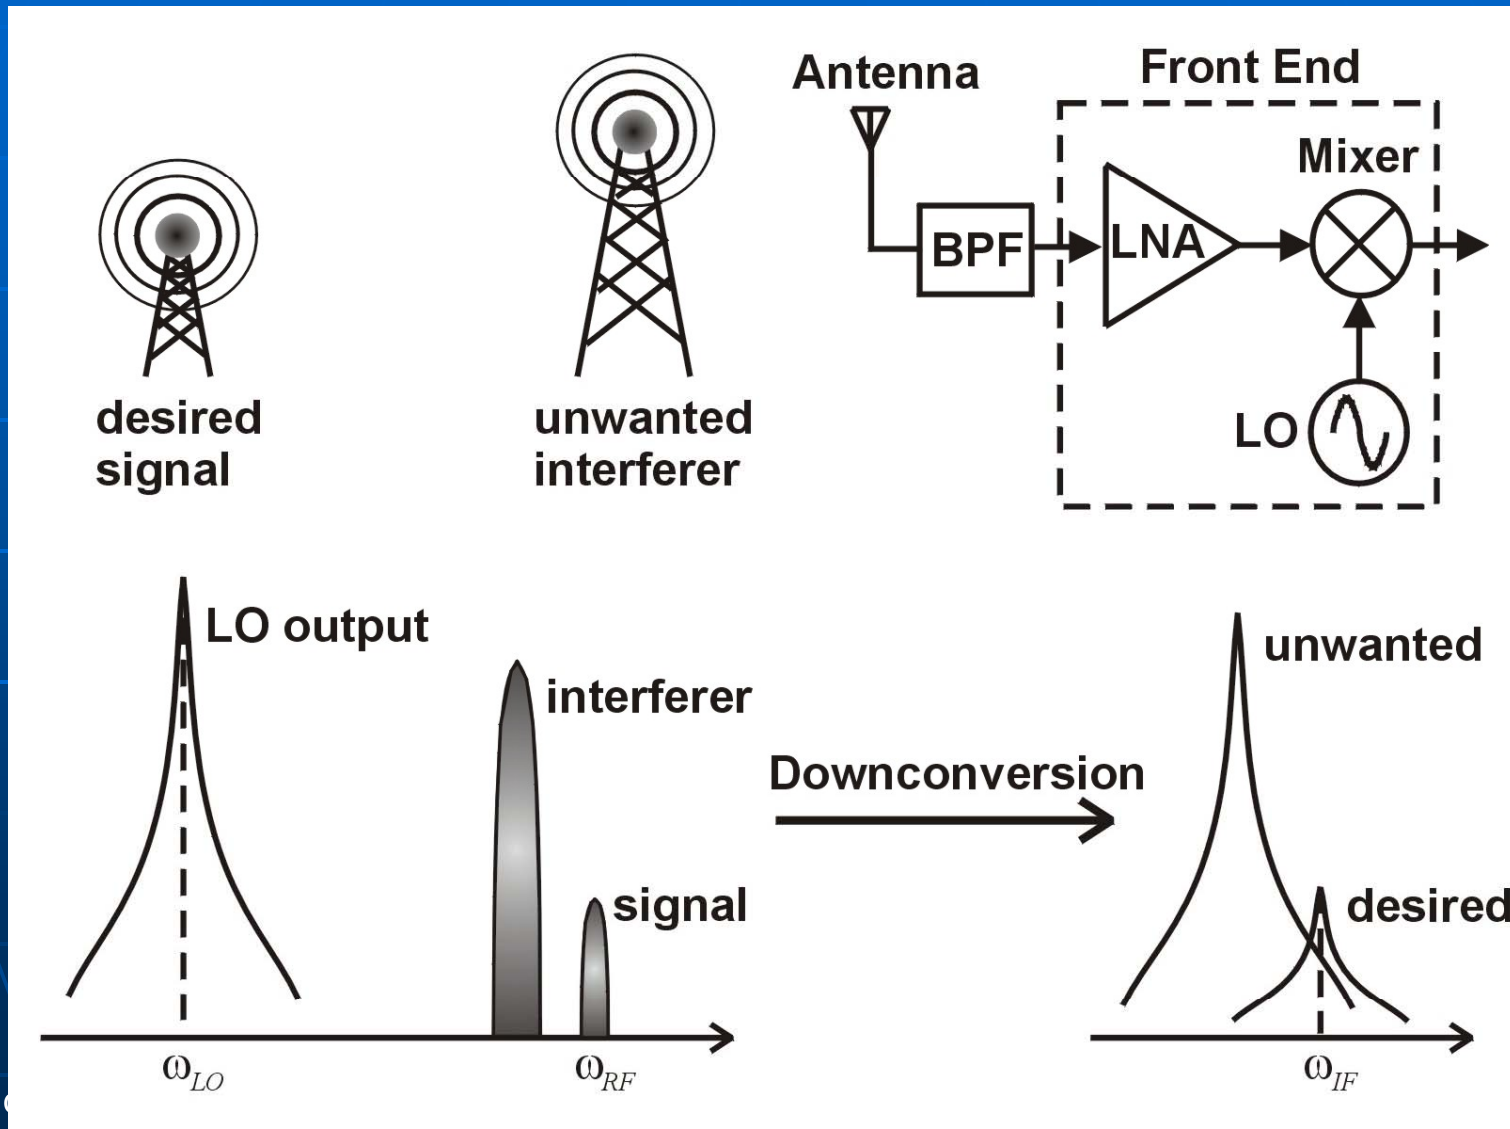 Antenna
Front End
Mixer
BPF
LNA
LO
desired
signal
unwanted
interferer
LO output
interferer
signal
Downconversion
unwanted
desired
ωLO
ωRF
ωIF